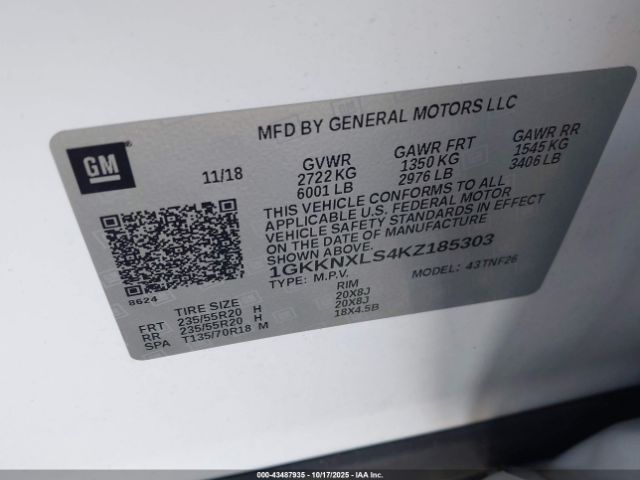 MFD BY GENERAL MOTORS LLC
GM
11/18
GVWR GAWR FRT GAWR RR
2722 KG 1350 KG 1545 KG
6001 LB 2976 LB 3406 LB
THIS VEHICLE CONFORMS TO ALL
APPLICABLE U.S. FEDERAL MOTOR
VEHICLE SAFETY STANDARDS IN EFFECT
ON THE DATE OF MANUFACTURE
SHOWN ABOVE.
1GKKNXLS4KZ185303
TYPE: M.P.V. MODEL: 43TNF26
8624
TIRE SIZE RIM
FRT 235/55R20 H 20X8J
RR 235/55R20 H 20X8J
SPA T135/70R18 M 18X4.5B
© 43487935 - 10/17/2025 - IAA Inc.